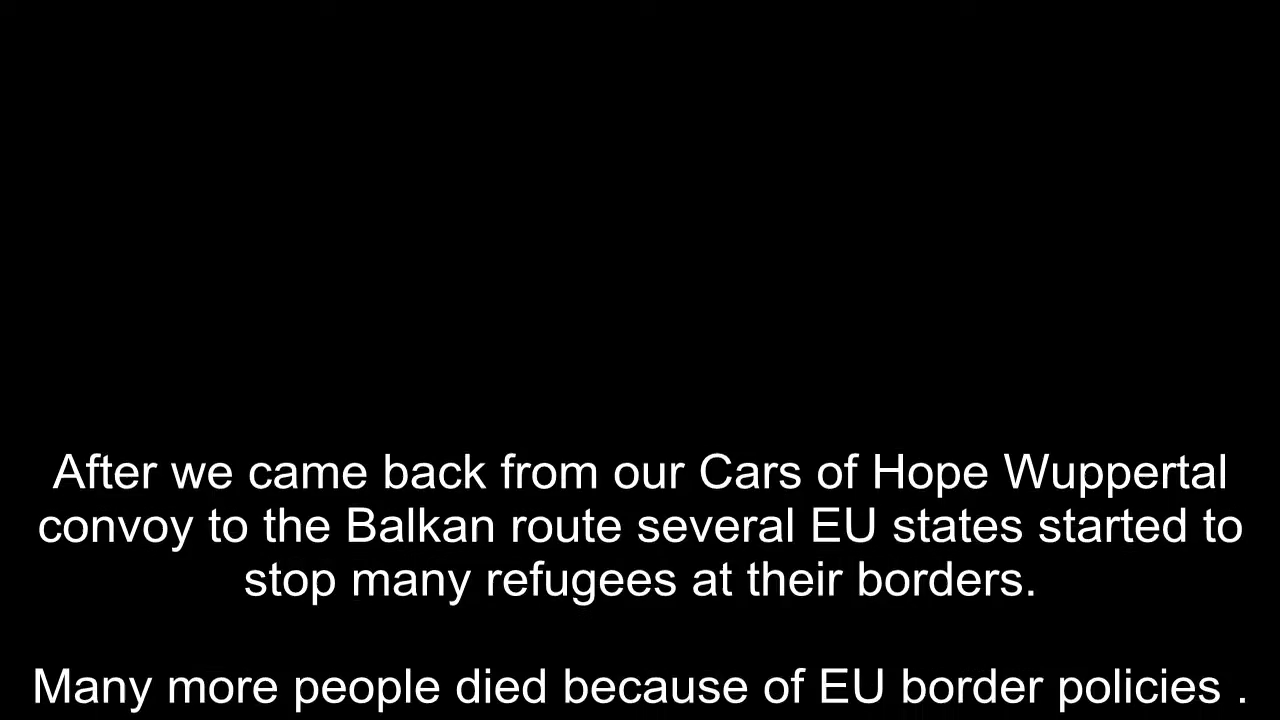 After we came back from our Cars of Hope Wuppertal
convoy to the Balkan route several EU states started to
stop many refugees at their borders.
Many more people died because of EU border policies .